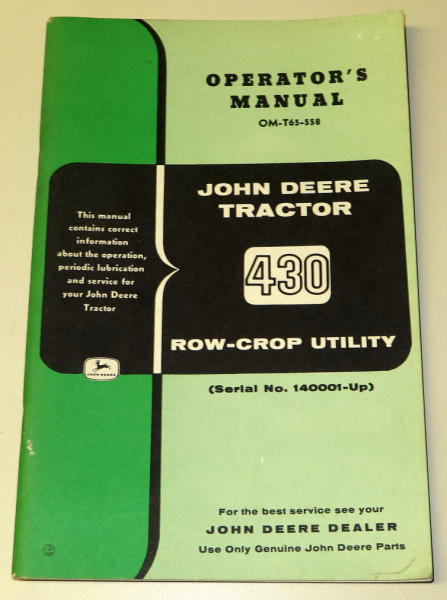 OPERATOR'S
MANUAL
OM-T65-558
JOHN DEERE
TRACTOR
430
ROW-CROP UTILITY
This manual
contains correct
information
about the operation,
periodic lubrication
and service for
your John Deere
Tractor
JOHN DEERE
(Serial No. 140001-Up)
For the best service see your
JOHN DEERE DEALER
Use Only Genuine John Deere Parts